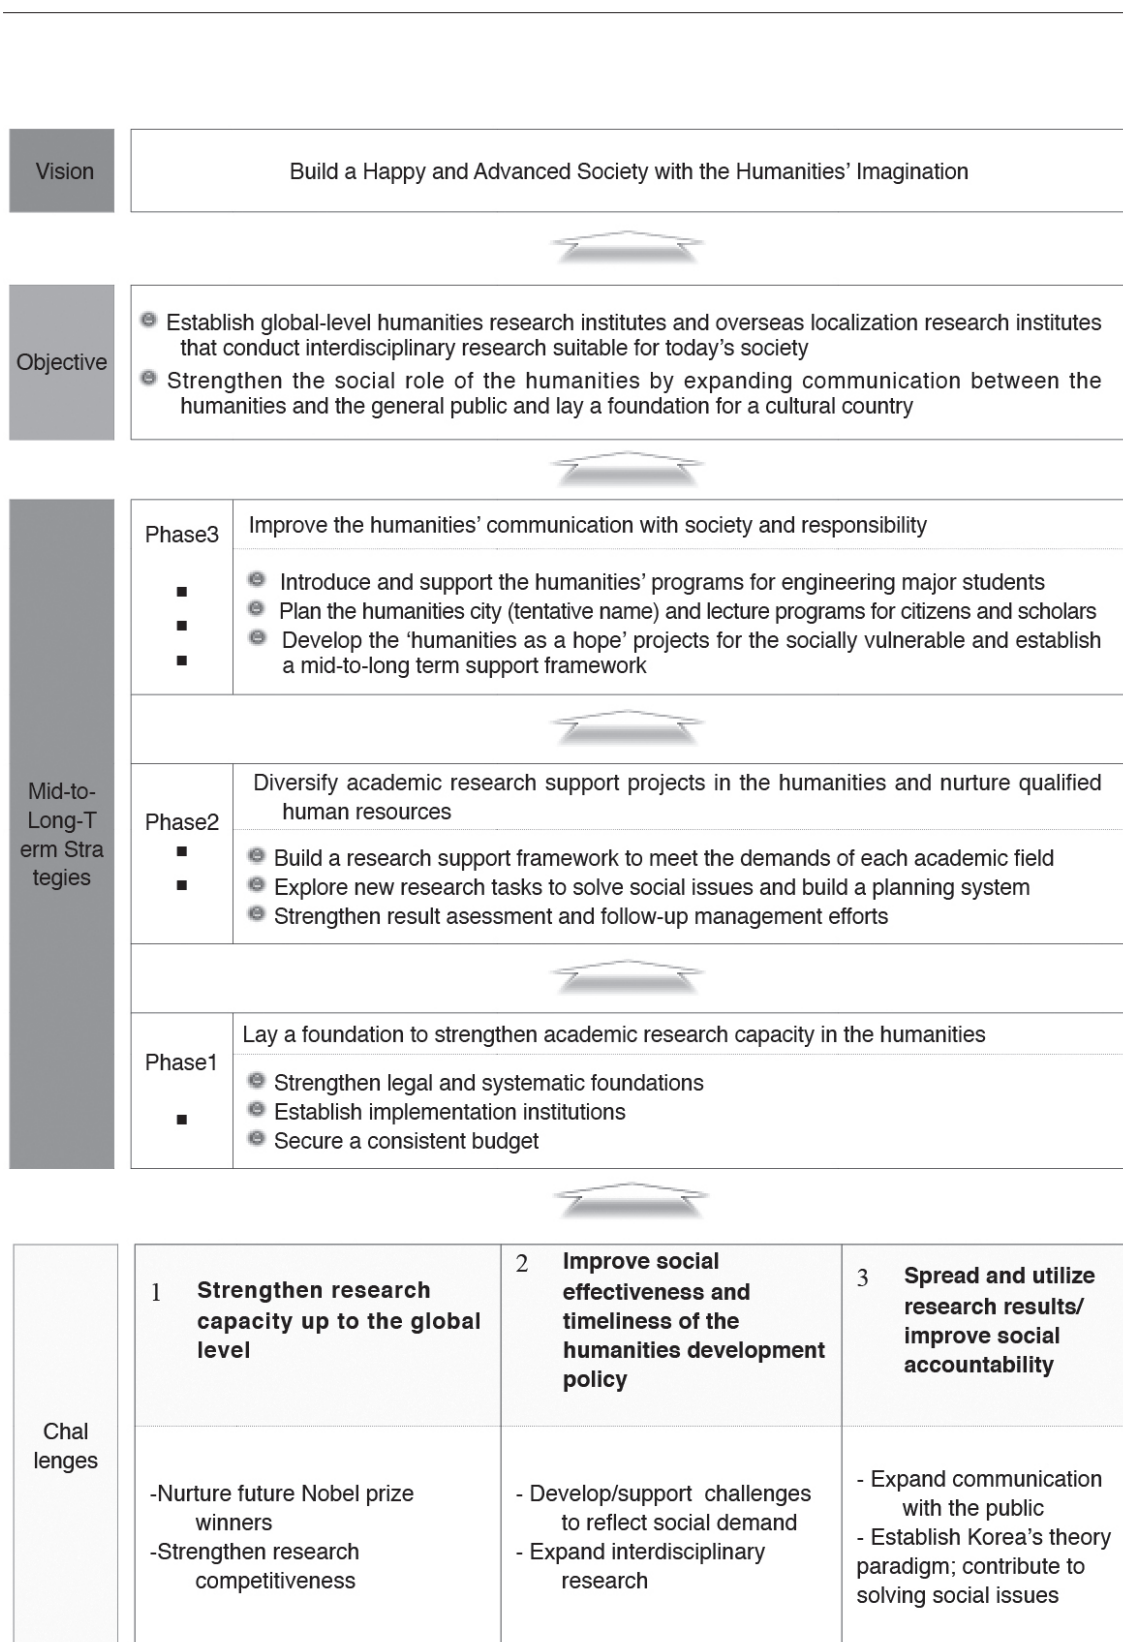 Vision
Build a Happy and Advanced Society with the Humanities’ Imagination
Objective
Establish global-level humanities research institutes and overseas localization research institutes
that conduct interdisciplinary research suitable for today’s society
Strengthen the social role of the humanities by expanding communication between the
humanities and the general public and lay a foundation for a cultural country
Mid-to-
Long-T
erm Stra
tegies
Phase3
Improve the humanities’ communication with society and responsibility
Introduce and support the humanities’ programs for engineering major students
Plan the humanities city (tentative name) and lecture programs for citizens and scholars
Develop the ‘humanities as a hope’ projects for the socially vulnerable and establish
a mid-to-long term support framework
Phase2
Diversify academic research support projects in the humanities and nurture qualified
human resources
Build a research support framework to meet the demands of each academic field
Explore new research tasks to solve social issues and build a planning system
Strengthen result asessment and follow-up management efforts
Phase1
Lay a foundation to strengthen academic research capacity in the humanities
Strengthen legal and systematic foundations
Establish implementation institutions
Secure a consistent budget
Chal
lenges
1 Strengthen research
capacity up to the global
level
-Nurture future Nobel prize
winners
-Strengthen research
competitiveness
2 Improve social
effectiveness and
timeliness of the
humanities development
policy
- Develop/support challenges
to reflect social demand
- Expand interdisciplinary
research
3 Spread and utilize
research results/
improve social
accountability
- Expand communication
with the public
- Establish Korea’s theory
paradigm; contribute to
solving social issues